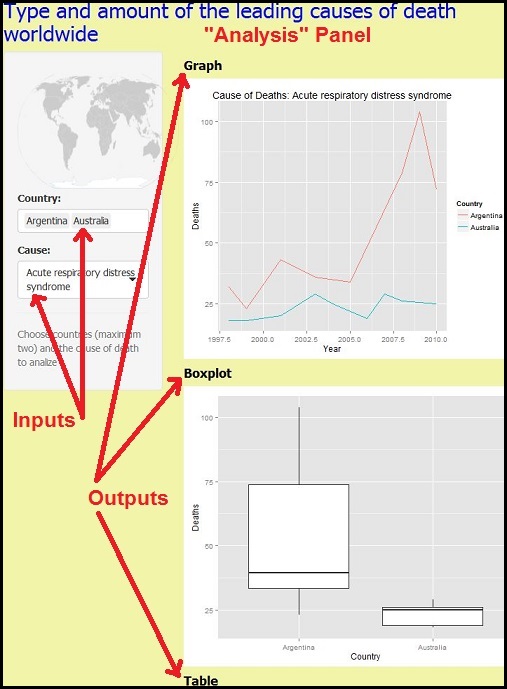 Type and amount of the leading causes of death
worldwide
"Analysis" Panel
Country:
Argentina Australia
Cause:
Acute respiratory distress
syndrome
Choose countries (maximum
two) and the cause of death
to analize
Inputs
Outputs
Graph
Cause of Deaths: Acute respiratory distress syndrome
100
75
50
25
Deaths
1997.5 2000.0 2002.5 2005.0 2007.5 2010.0
Year
Country
Argentina
Australia
Boxplot
100
75
50
25
Deaths
Argentina Australia
Country
Table